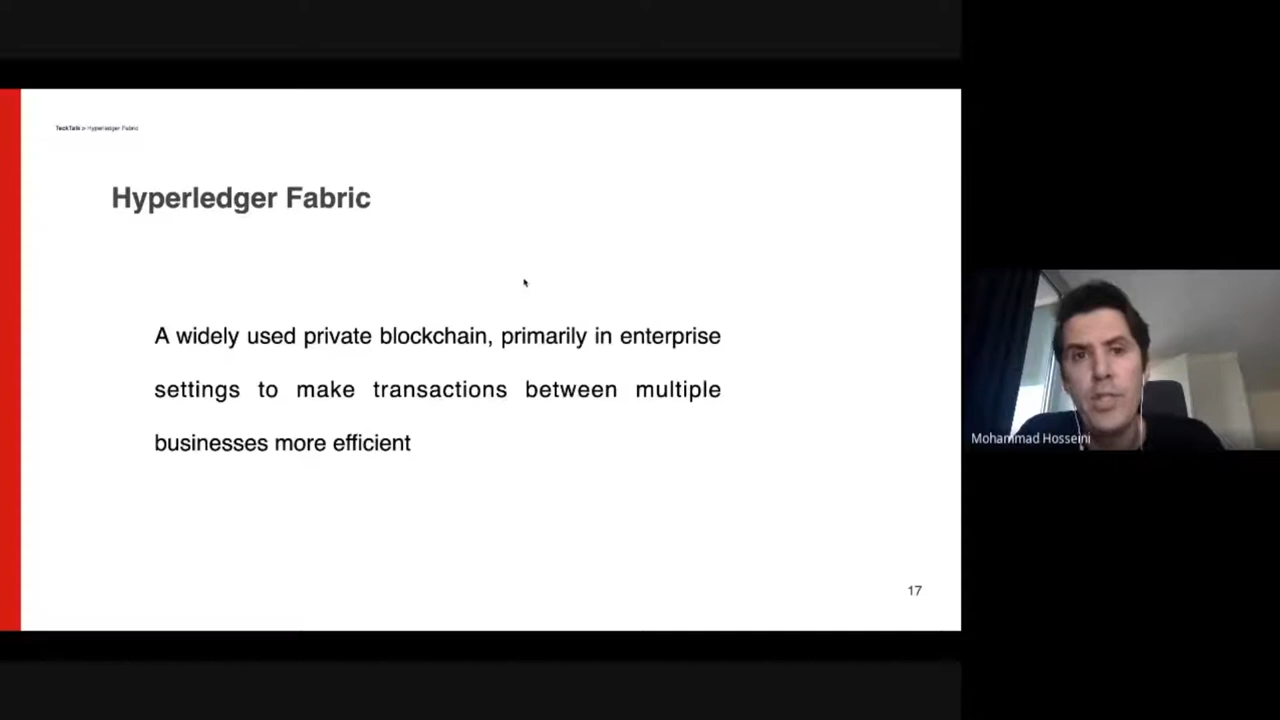 TechTalk > Hyperledger Fabric
Hyperledger Fabric
A widely used private blockchain, primarily in enterprise
settings to make transactions between multiple
businesses more efficient
17
Mohammad Hosseini